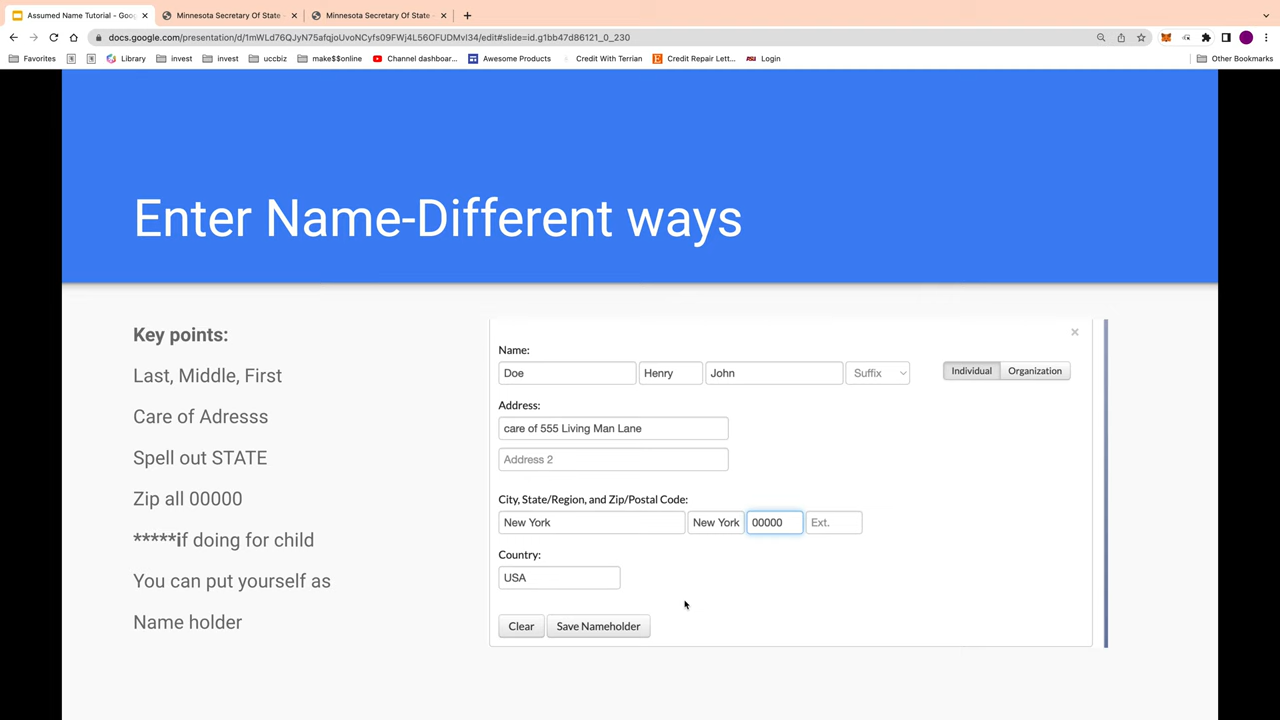 Assumed Name Tutorial - Goog
Minnesota Secretary Of State -
Minnesota Secretary Of State -
docs.google.com/presentation/d/1mWLd76QJyN75afqjoUvoNCyfs09FWj4L56OFUDMvI34/edit#slide=id.g1bb47d86121_0_230
Favorites Library invest invest uccbiz make$$online Channel dashboar... Awesome Products Credit With Terrian Credit Repair Lett... Login Other Bookmarks
Enter Name-Different ways
Key points:
Last, Middle, First
Care of Adresss
Spell out STATE
Zip all 00000
*****if doing for child
You can put yourself as
Name holder
Name:
Doe Henry John Suffix Individual Organization
Address:
care of 555 Living Man Lane
Address 2
City, State/Region, and Zip/Postal Code:
New York New York 00000 Ext.
Country:
USA
Clear Save Nameholder